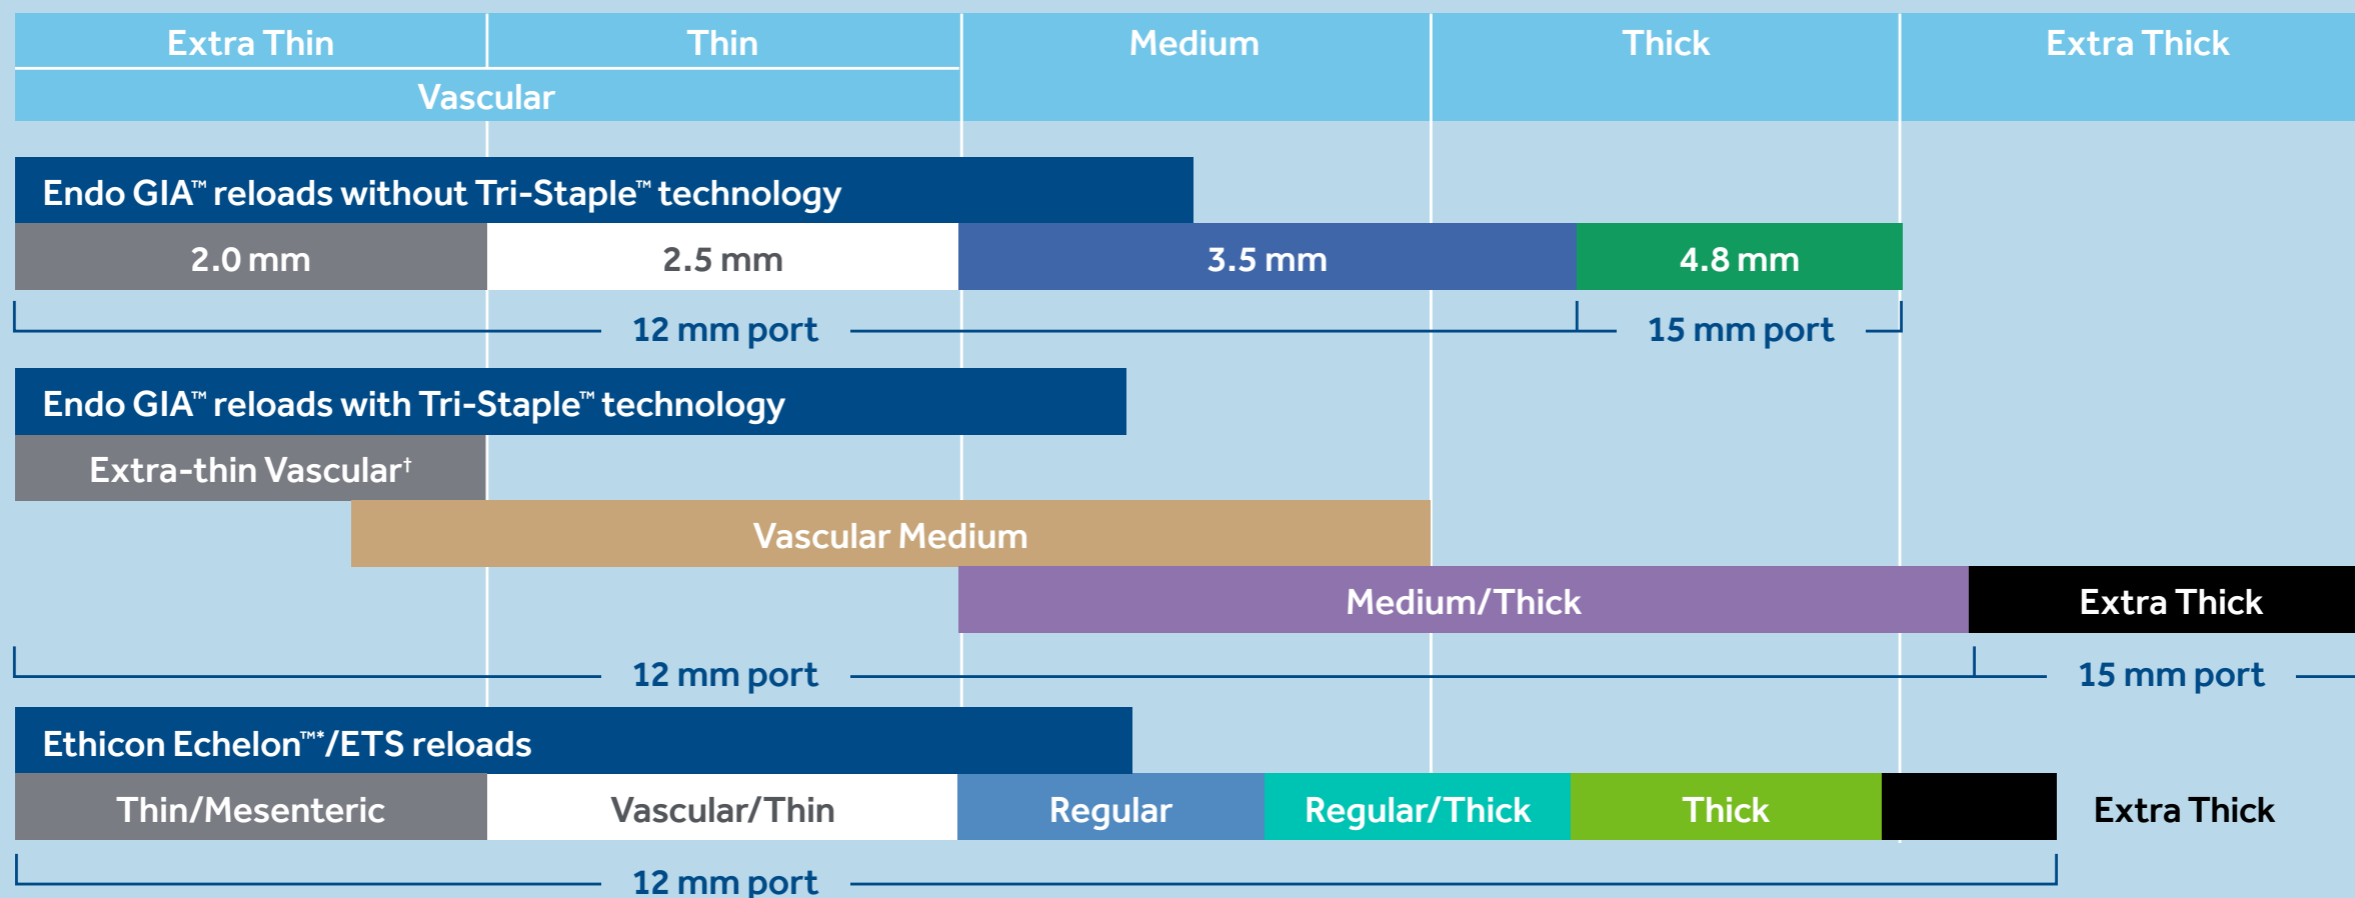 Extra Thin Thin Medium Thick Extra Thick
Vascular
Endo GIA™ reloads without Tri-Staple™ technology
2.0 mm 2.5 mm 3.5 mm 4.8 mm
12 mm port 15 mm port
Endo GIA™ reloads with Tri-Staple™ technology
Extra-thin Vascular†
Vascular Medium
Medium/Thick Extra Thick
12 mm port 15 mm port
Ethicon Echelon™*/ETS reloads
Thin/Mesenteric Vascular/Thin Regular Regular/Thick Thick Extra Thick
12 mm port